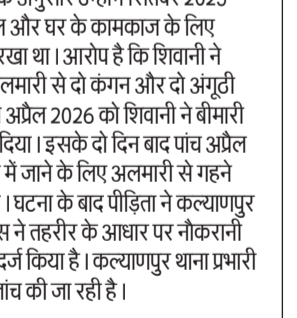 के अनुसार उन्होंने सितंबर 2025
और घर के कामकाज के लिए
रखा था। आरोप है कि शिवानी ने
लमारी से दो कंगन और दो अंगूठी
अप्रैल 2026 को शिवानी ने बीमारी
दिया। इसके दो दिन बाद पांच अप्रैल
में जाने के लिए अलमारी से गहने
। घटना के बाद पीड़िता ने कल्याणपुर
स ने तहरीर के आधार पर नौकरानी
दर्ज किया है। कल्याणपुर थाना प्रभारी
जांच की जा रही है।